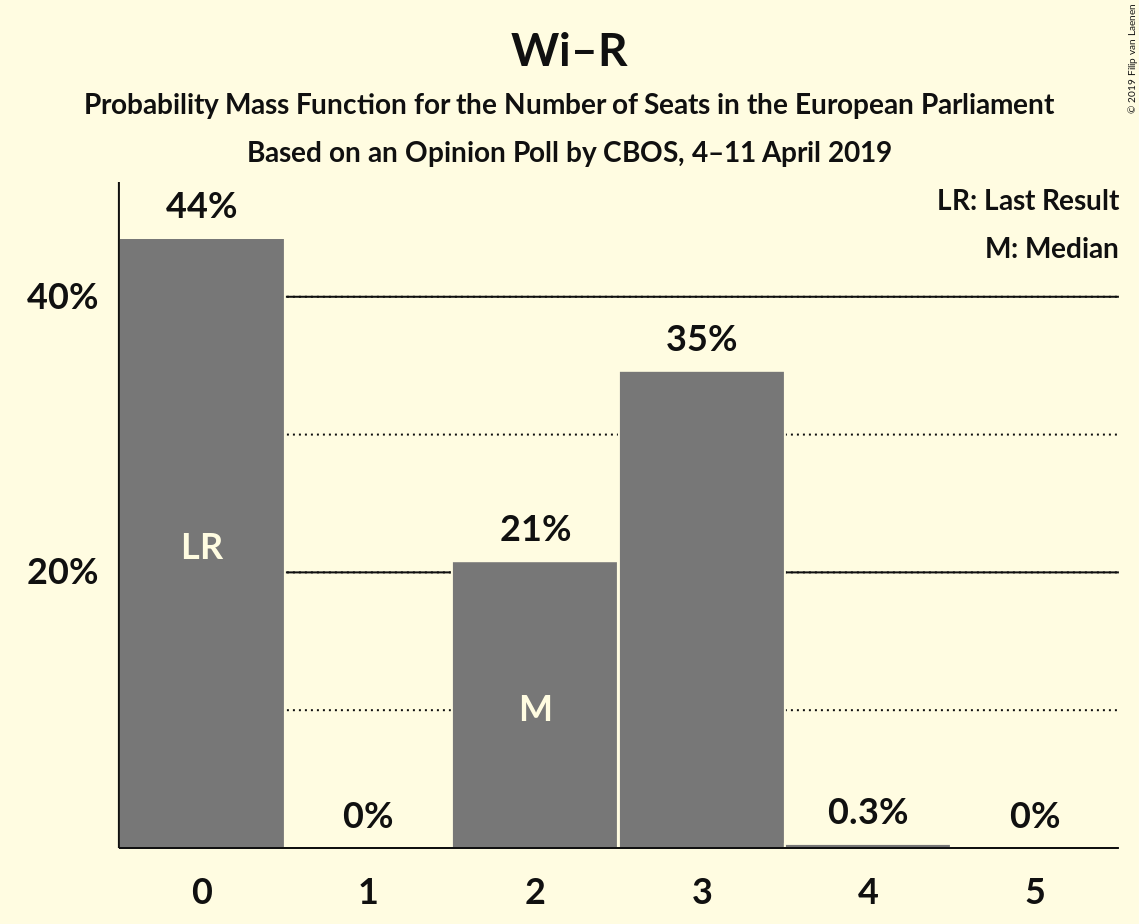 Wi–R
Probability Mass Function for the Number of Seats in the European Parliament
Based on an Opinion Poll by CBOS, 4–11 April 2019
© 2019 Filip van Laenen
LR: Last Result
M: Median
44%
40%
35%
LR
21%
20%
M
0%
0.3%
0%
0 1 2 3 4 5